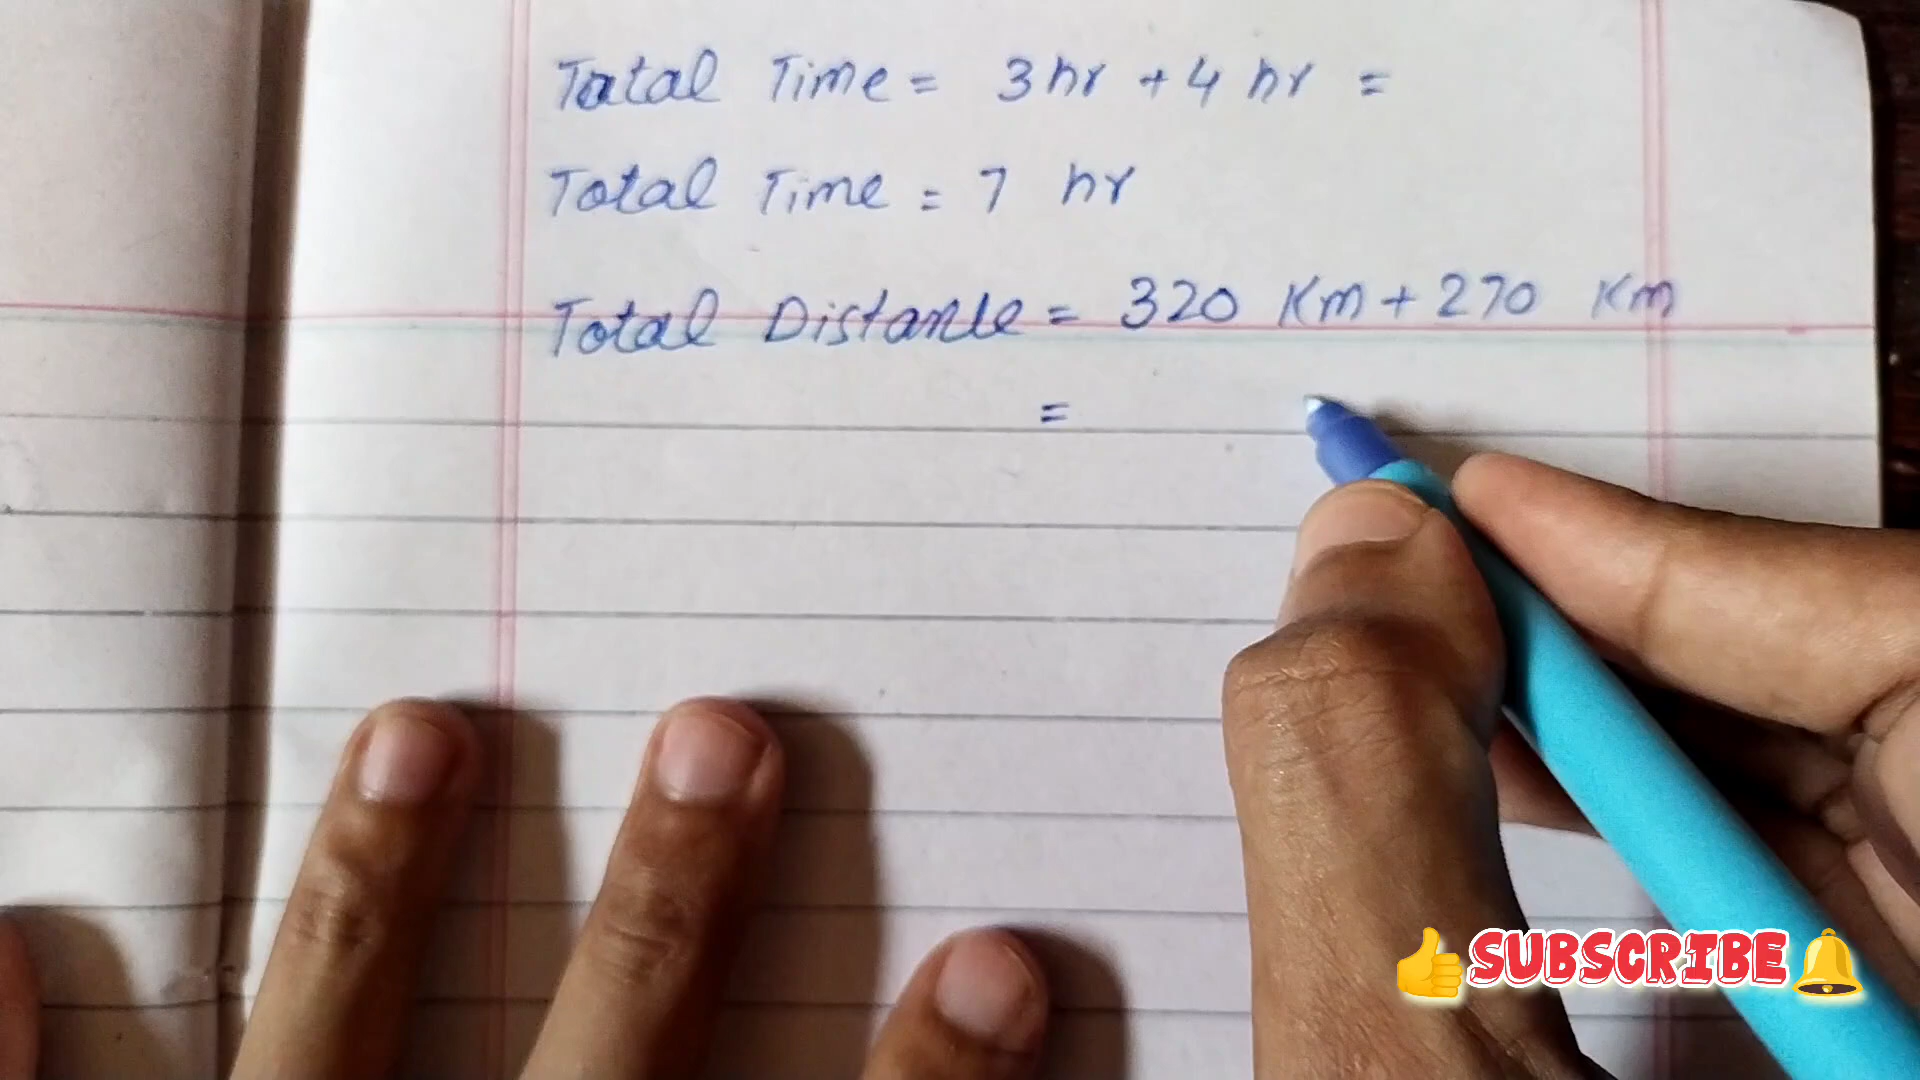 Total Time = 3 hr + 4 hr =
Total Time = 7 hr
Total Distance = 320 Km + 270 Km
=
SUBSCRIBE